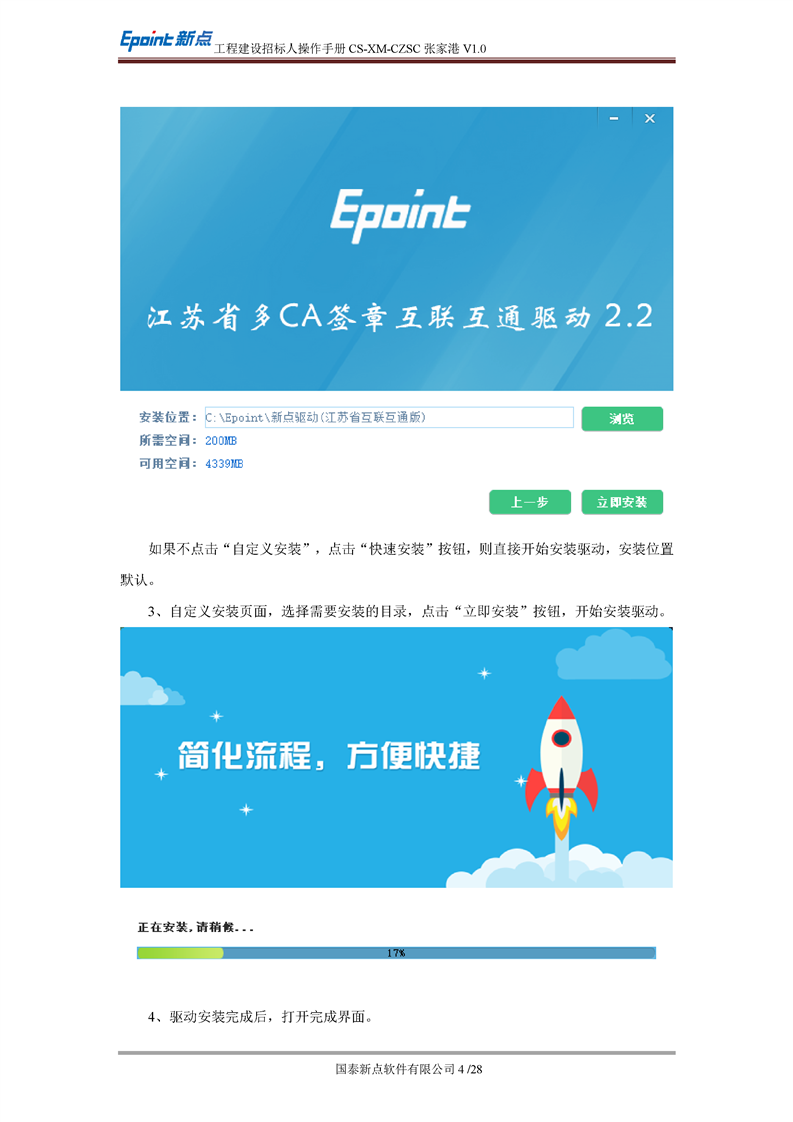 Epoint新点 工程建设招标人操作手册 CS-XM-CZSC 张家港 V1.0
Epoint
江苏省多CA签章互联互通驱动 2.2
安装位置： C:\Epoint\新点驱动(江苏省互联互通版) 浏览
所需空间： 200MB
可用空间： 4339MB
上一步 立即安装
如果不点击“自定义安装”，点击“快速安装”按钮，则直接开始安装驱动，安装位置
默认。
3、自定义安装页面，选择需要安装的目录，点击“立即安装”按钮，开始安装驱动。
简化流程，方便快捷
正在安装,请稍候...
17%
4、驱动安装完成后，打开完成界面。
国泰新点软件有限公司 4 /28